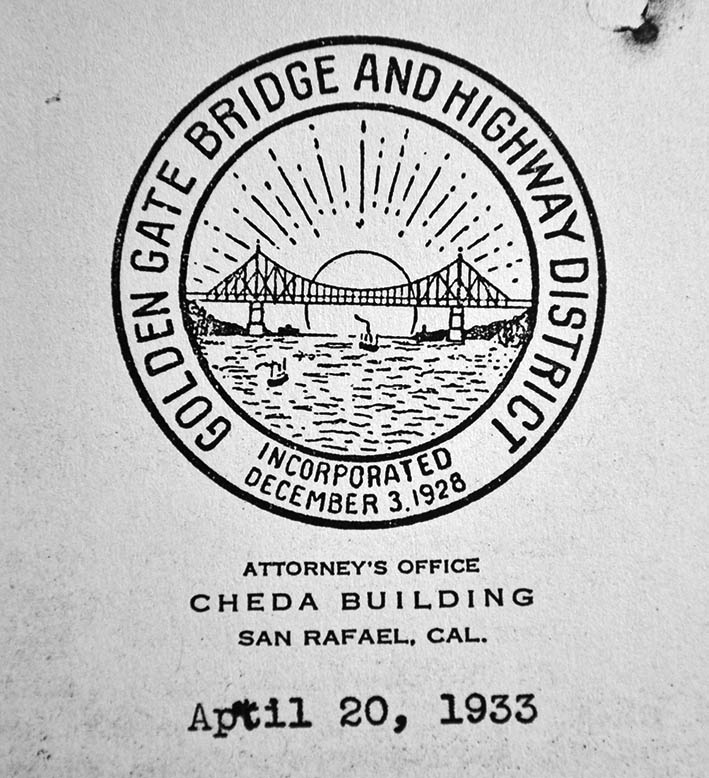 GOLDEN GATE BRIDGE AND HIGHWAY DISTRICT
INCORPORATED
DECEMBER 3. 1928
ATTORNEY'S OFFICE
CHEDA BUILDING
SAN RAFAEL, CAL.
April 20, 1933